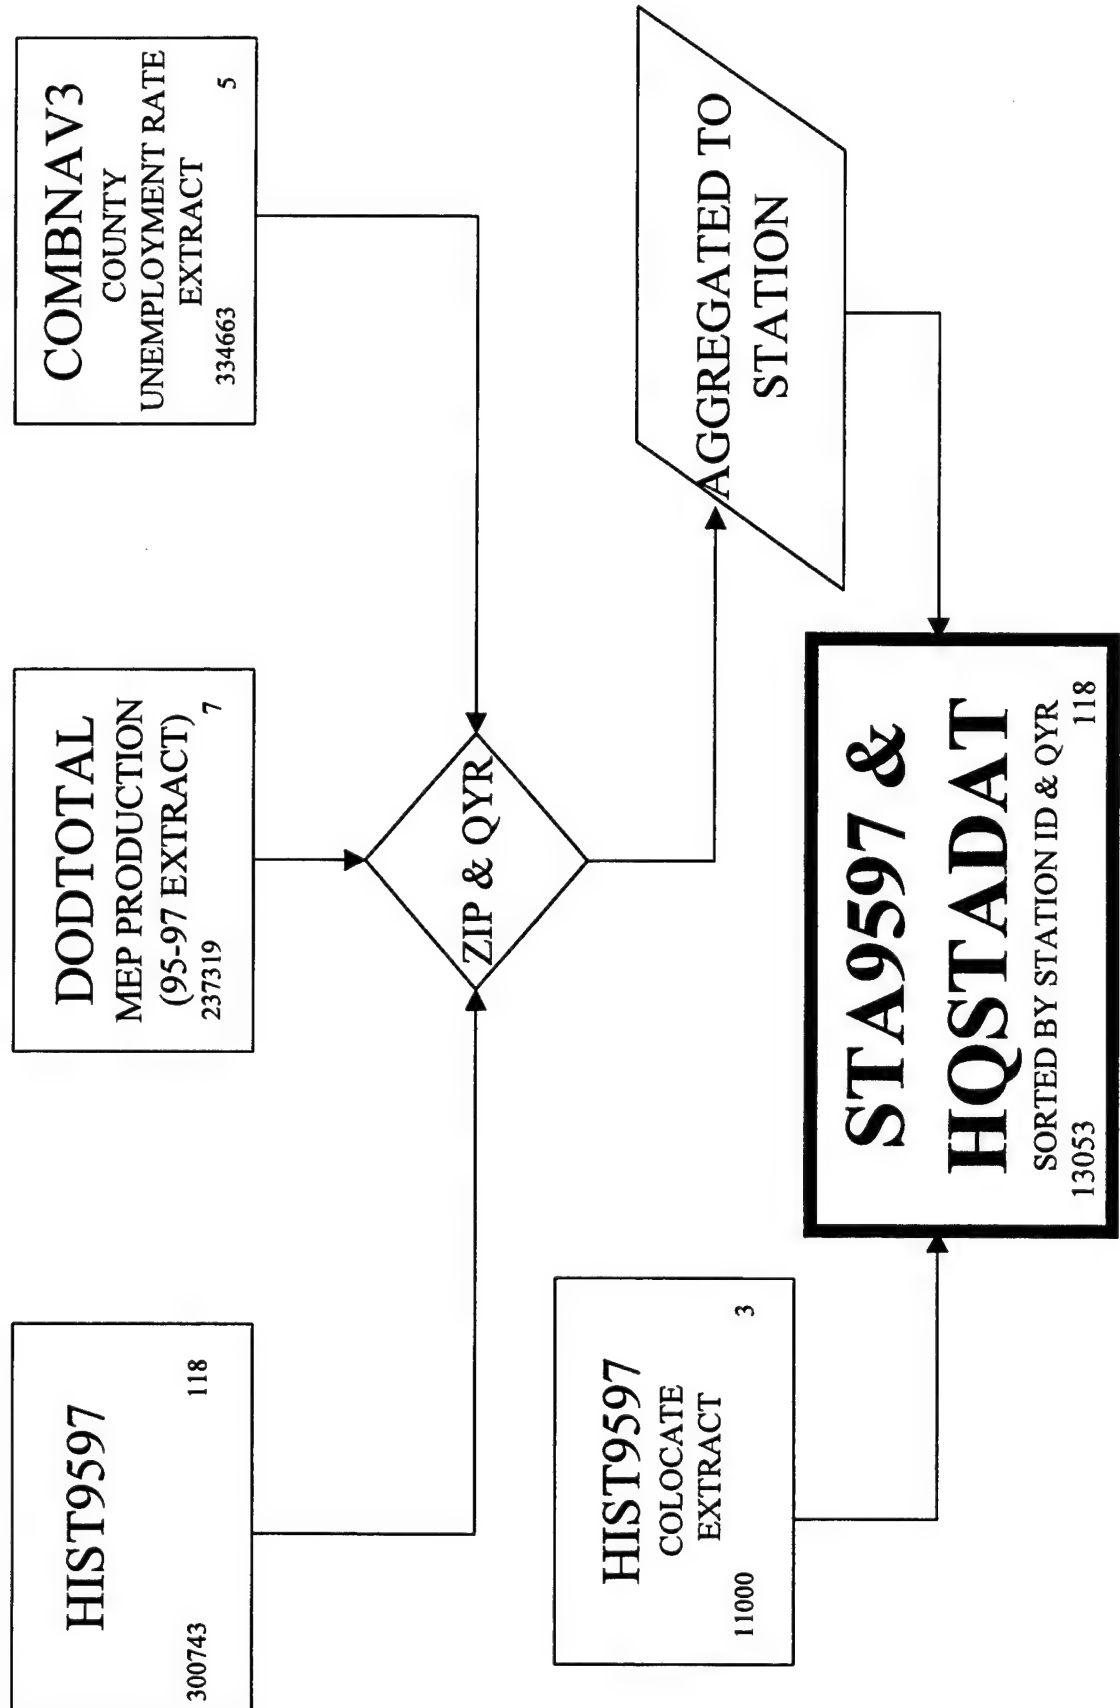 HIST9597
300743 118
DODTOTAL
MEP PRODUCTION
(95-97 EXTRACT)
237319 7
COMBNAV3
COUNTY
UNEMPLOYMENT RATE
EXTRACT
334663 5
ZIP & QYR
HIST9597
COLOCATE
EXTRACT
11000 3
AGGREGATED TO
STATION
STA9597 &
HQSTADAT
SORTED BY STATION ID & QYR
13053 118